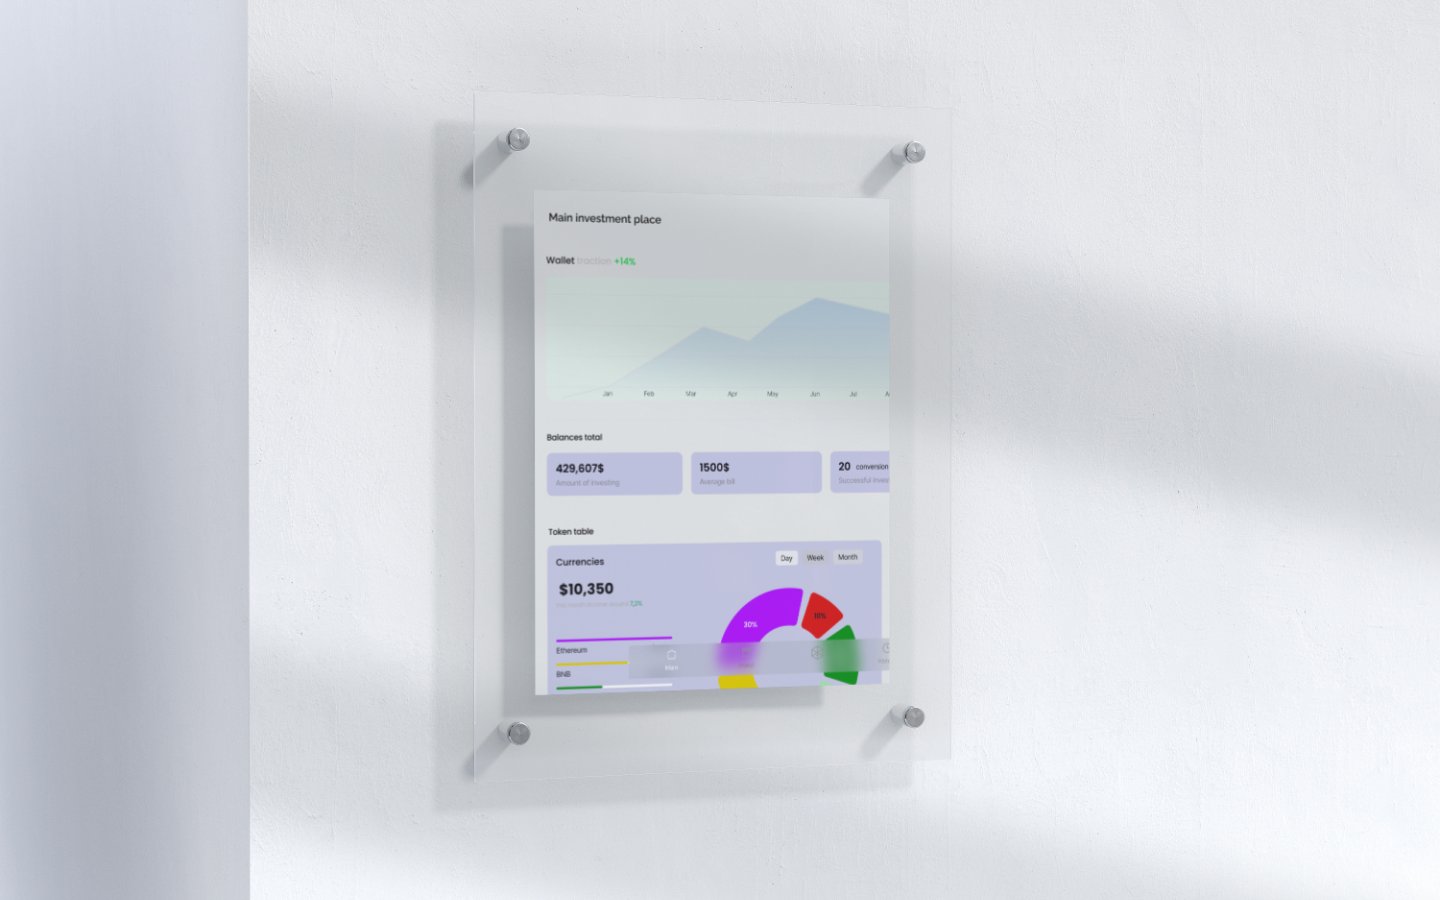 Main investment place
Wallet traction +14%
Jan Feb Mar Apr May Jun Jul A
Balances total
429,607$
Amount of investing
1500$
Average bill
20 conversion
Successful inves
Token table
Currencies
Day Week Month
$10,350
7,2%
30%
10%
Ethereum
BNB
Main